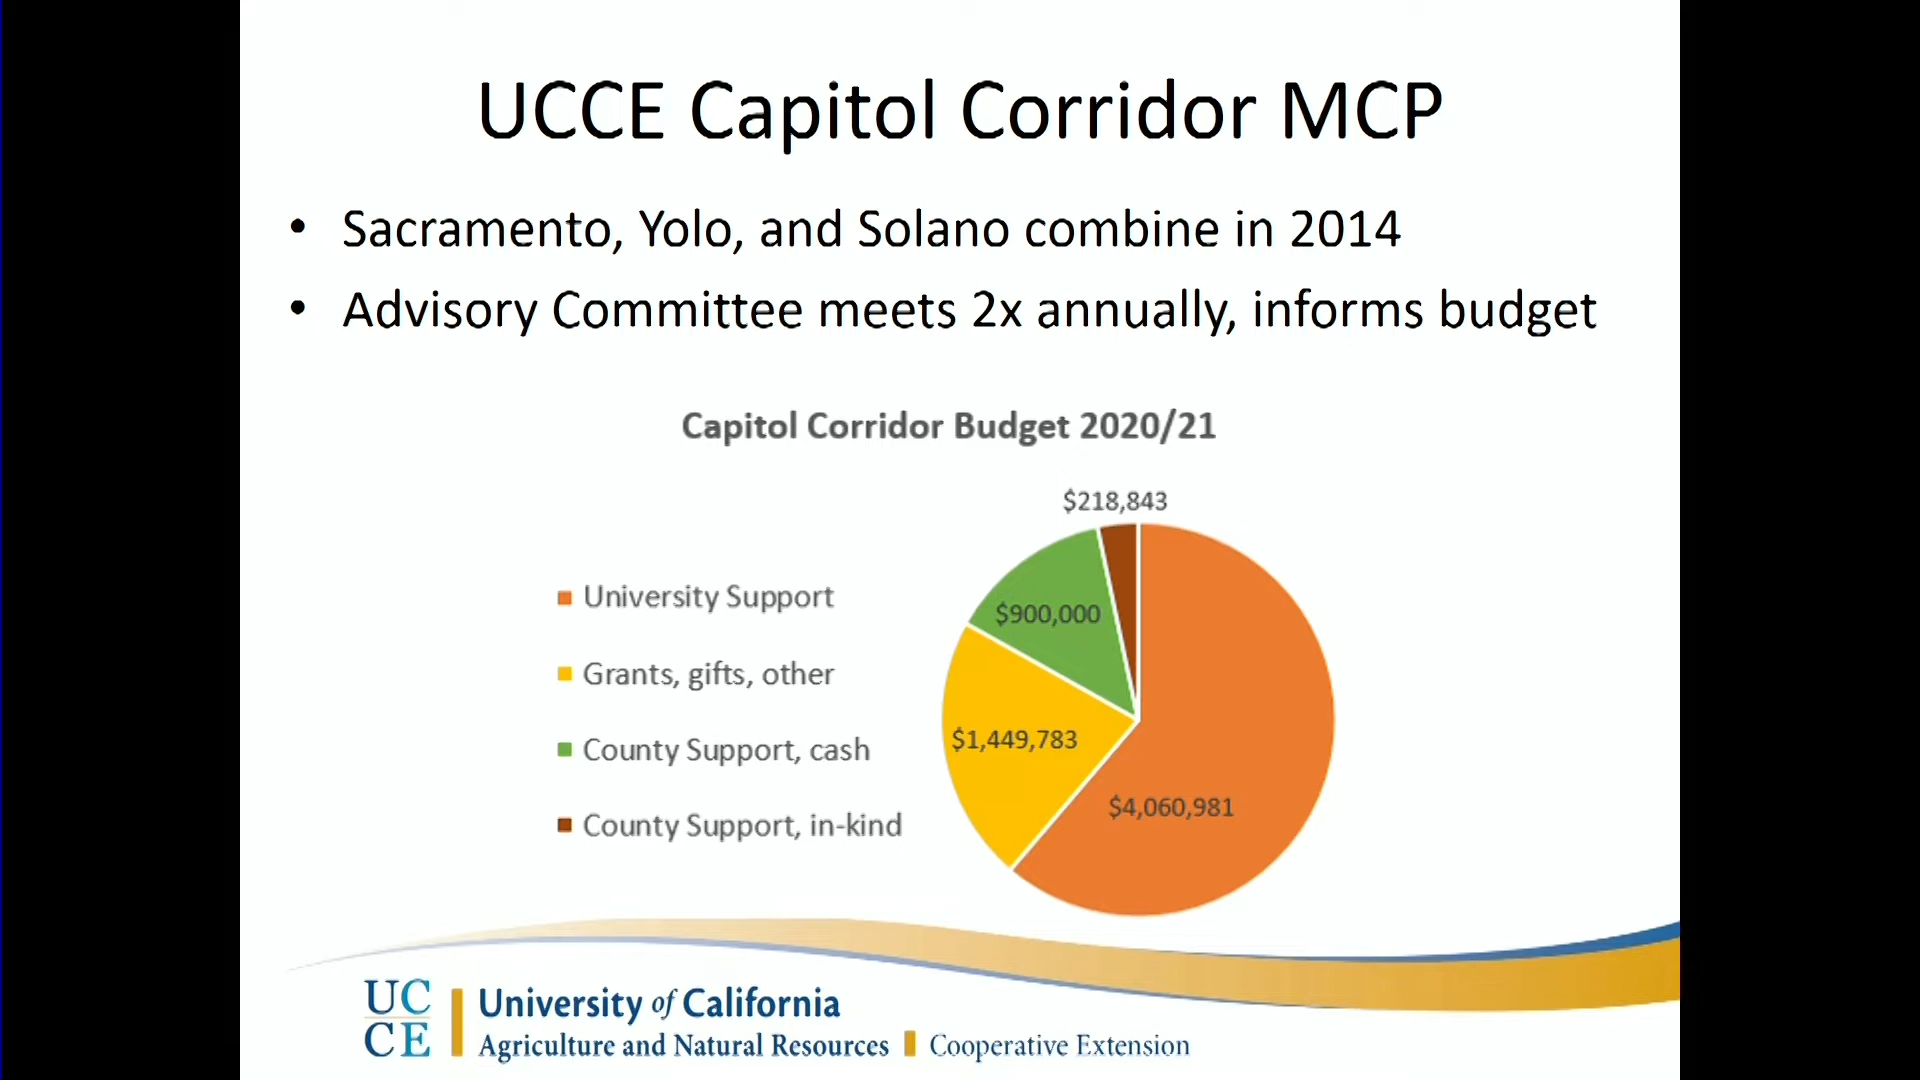 UCCE Capitol Corridor MCP
• Sacramento, Yolo, and Solano combine in 2014
• Advisory Committee meets 2x annually, informs budget
Capitol Corridor Budget 2020/21
$218,843
$900,000
$1,449,783
$4,060,981
University Support
Grants, gifts, other
County Support, cash
County Support, in-kind
UC
CE
University of California
Agriculture and Natural Resources Cooperative Extension